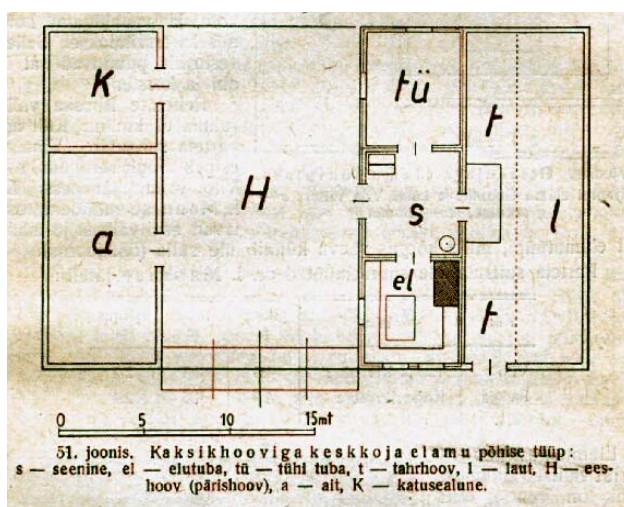 K
tü
t
H
s
l
a
el
t
0 5 10 15mt
51. joonis. Kaksikhooviga keskkoja elamu põhise tüüp:
s — seenine, el — elutuba, tü — tühi tuba, t — tahrhoov, l — laut, H — ees-
hoov (pärishoov), a — ait, K — katusealune.